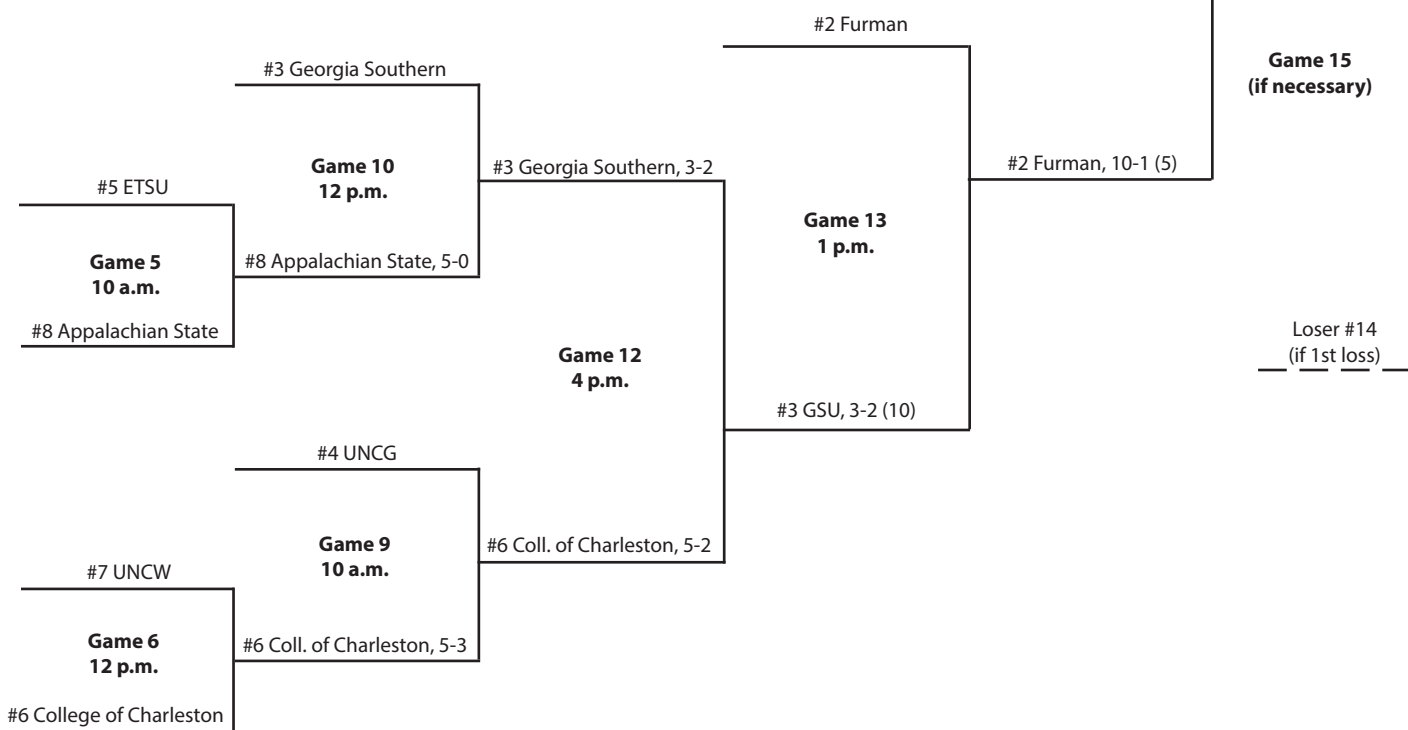 #2 Furman
Game 15
(if necessary)
#3 Georgia Southern
Game 10
12 p.m.
#3 Georgia Southern, 3-2
#2 Furman, 10-1 (5)
#5 ETSU
Game 13
1 p.m.
Game 5
10 a.m.
#8 Appalachian State, 5-0
#8 Appalachian State
Loser #14
(if 1st loss)
Game 12
4 p.m.
#3 GSU, 3-2 (10)
#4 UNCG
Game 9
10 a.m.
#6 Coll. of Charleston, 5-2
#7 UNCW
Game 6
12 p.m.
#6 Coll. of Charleston, 5-3
#6 College of Charleston